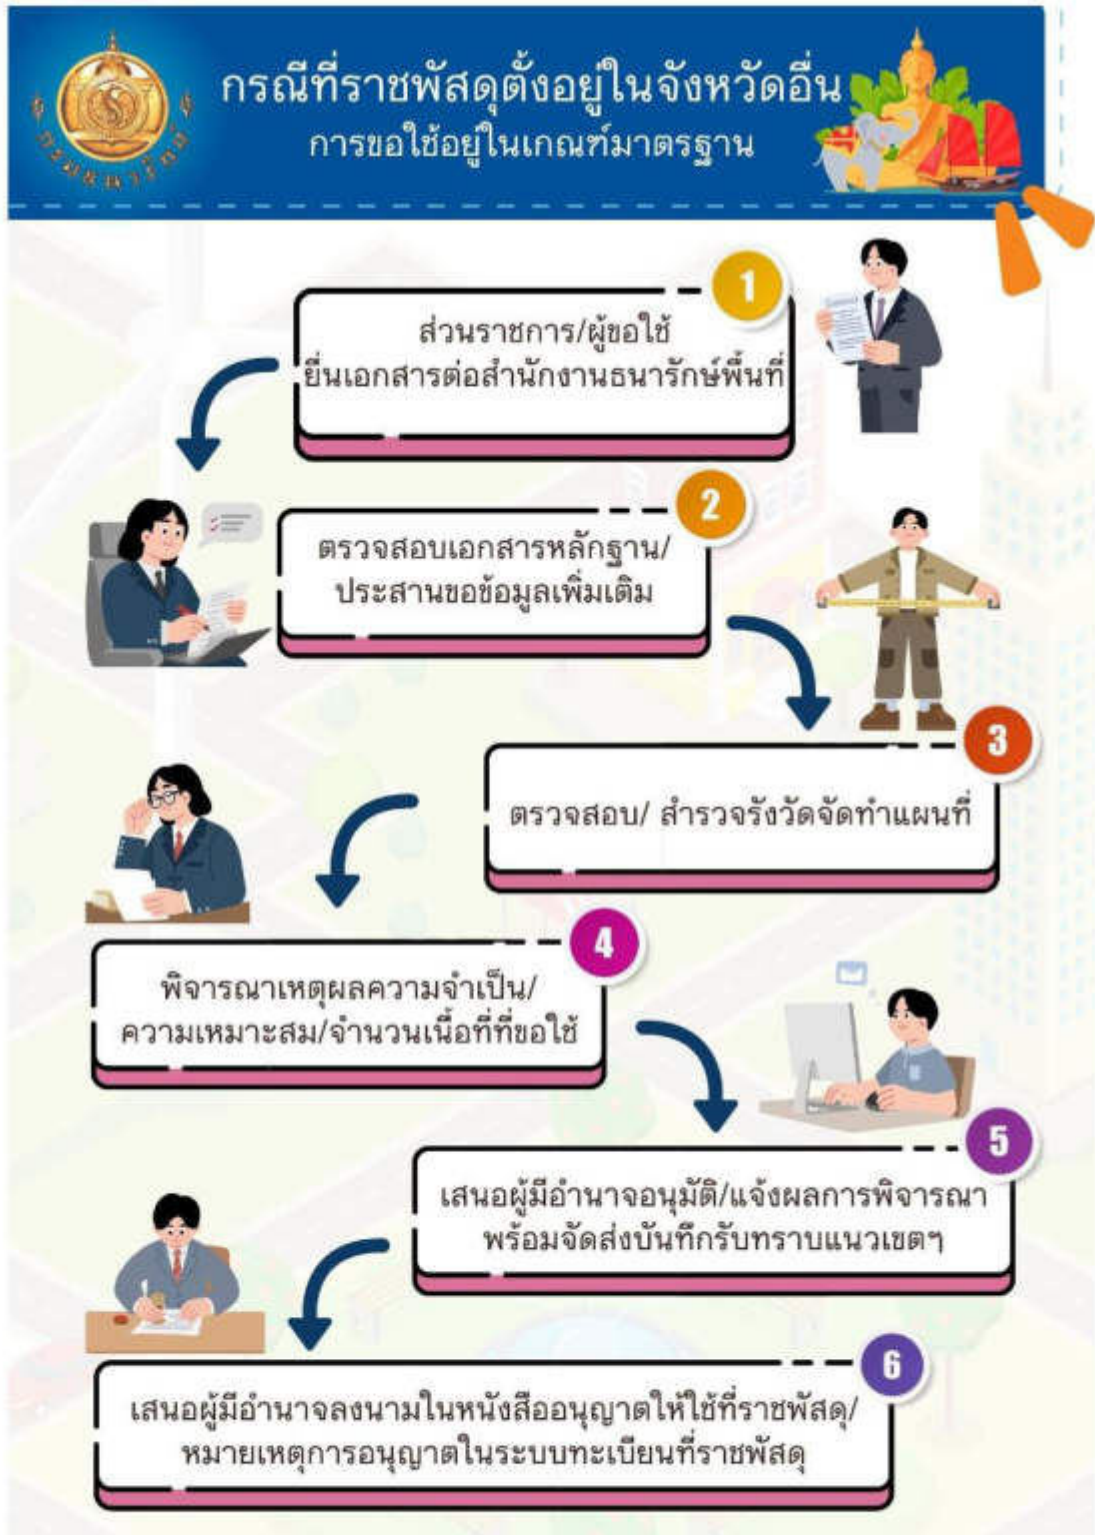 กรณีที่ราชพัสดุตั้งอยู่ในจังหวัดอื่น
การขอใช้อยู่ในเกณฑ์มาตรฐาน
กรมธนารักษ์
1
ส่วนราชการ/ผู้ขอใช้
ยื่นเอกสารต่อสำนักงานธนารักษ์พื้นที่
2
ตรวจสอบเอกสารหลักฐาน/
ประสานขอข้อมูลเพิ่มเติม
3
ตรวจสอบ/ สำรวจรังวัดจัดทำแผนที่
4
พิจารณาเหตุผลความจำเป็น/
ความเหมาะสม/จำนวนเนื้อที่ที่ขอใช้
5
เสนอผู้มีอำนาจอนุมัติ/แจ้งผลการพิจารณา
พร้อมจัดส่งบันทึกรับทราบแนวเขตฯ
6
เสนอผู้มีอำนาจลงนามในหนังสืออนุญาตให้ใช้ที่ราชพัสดุ/
หมายเหตุการอนุญาตในระบบทะเบียนที่ราชพัสดุ